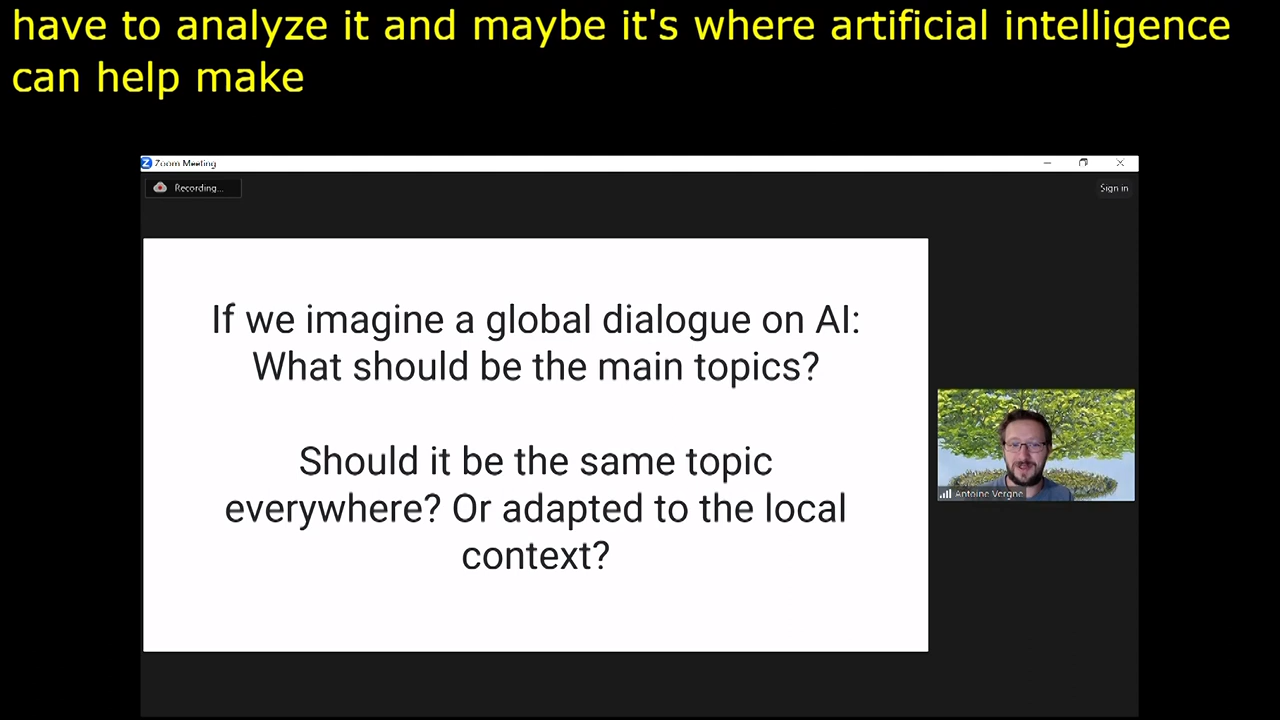 have to analyze it and maybe it's where artificial intelligence
can help make
Zoom Meeting
Recording...
Sign in
If we imagine a global dialogue on AI:
What should be the main topics?
Should it be the same topic
everywhere? Or adapted to the local
context?
Antoine Vergne